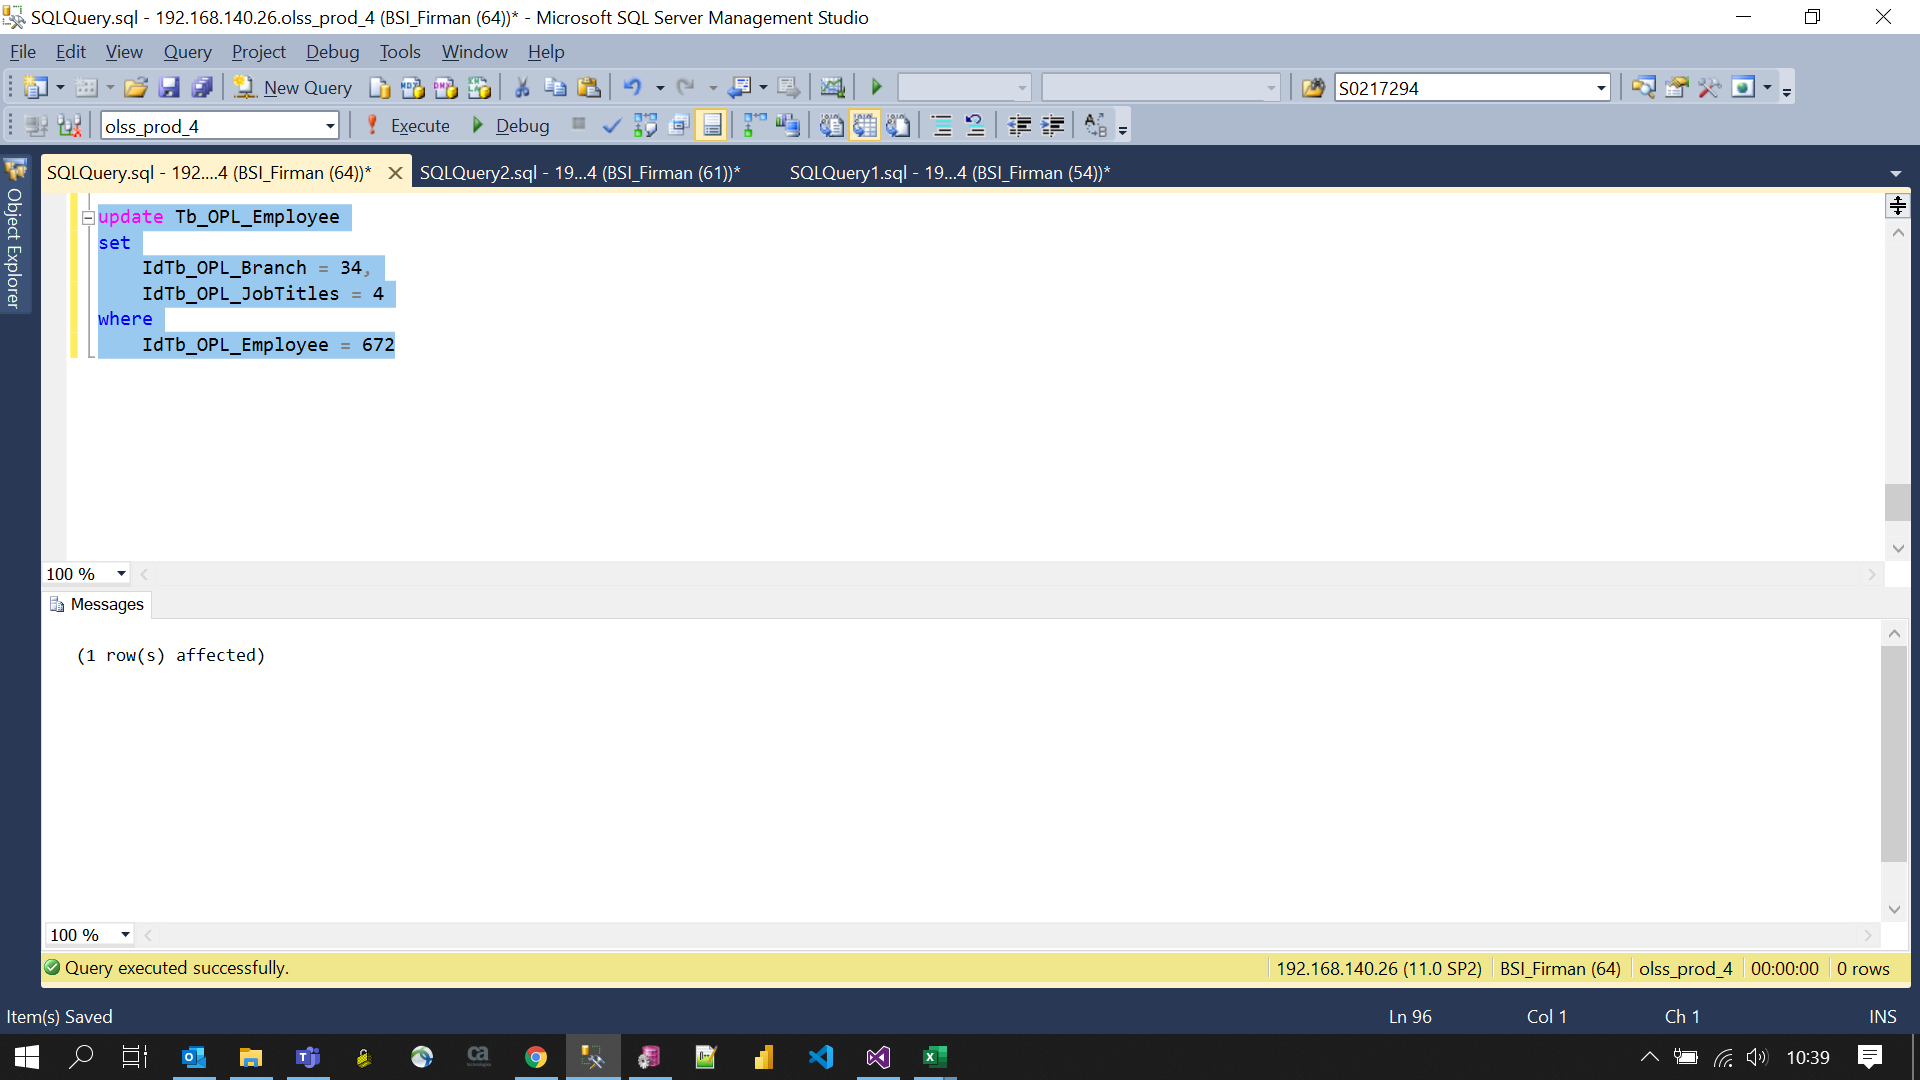 SQLQuery.sql - 192.168.140.26.olss_prod_4 (BSI_Firman (64))* - Microsoft SQL Server Management Studio
File Edit View Query Project Debug Tools Window Help
New Query
S0217294
olss_prod_4
Execute
Debug
SQLQuery.sql - 192....4 (BSI_Firman (64))*
SQLQuery2.sql - 19...4 (BSI_Firman (61))*
SQLQuery1.sql - 19...4 (BSI_Firman (54))*
Object Explorer
update Tb_OPL_Employee
set
IdTb_OPL_Branch = 34,
IdTb_OPL_JobTitles = 4
where
IdTb_OPL_Employee = 672
100 %
Messages
(1 row(s) affected)
100 %
Query executed successfully.
192.168.140.26 (11.0 SP2)
BSI_Firman (64)
olss_prod_4
00:00:00
0 rows
Item(s) Saved
Ln 96
Col 1
Ch 1
INS
10:39